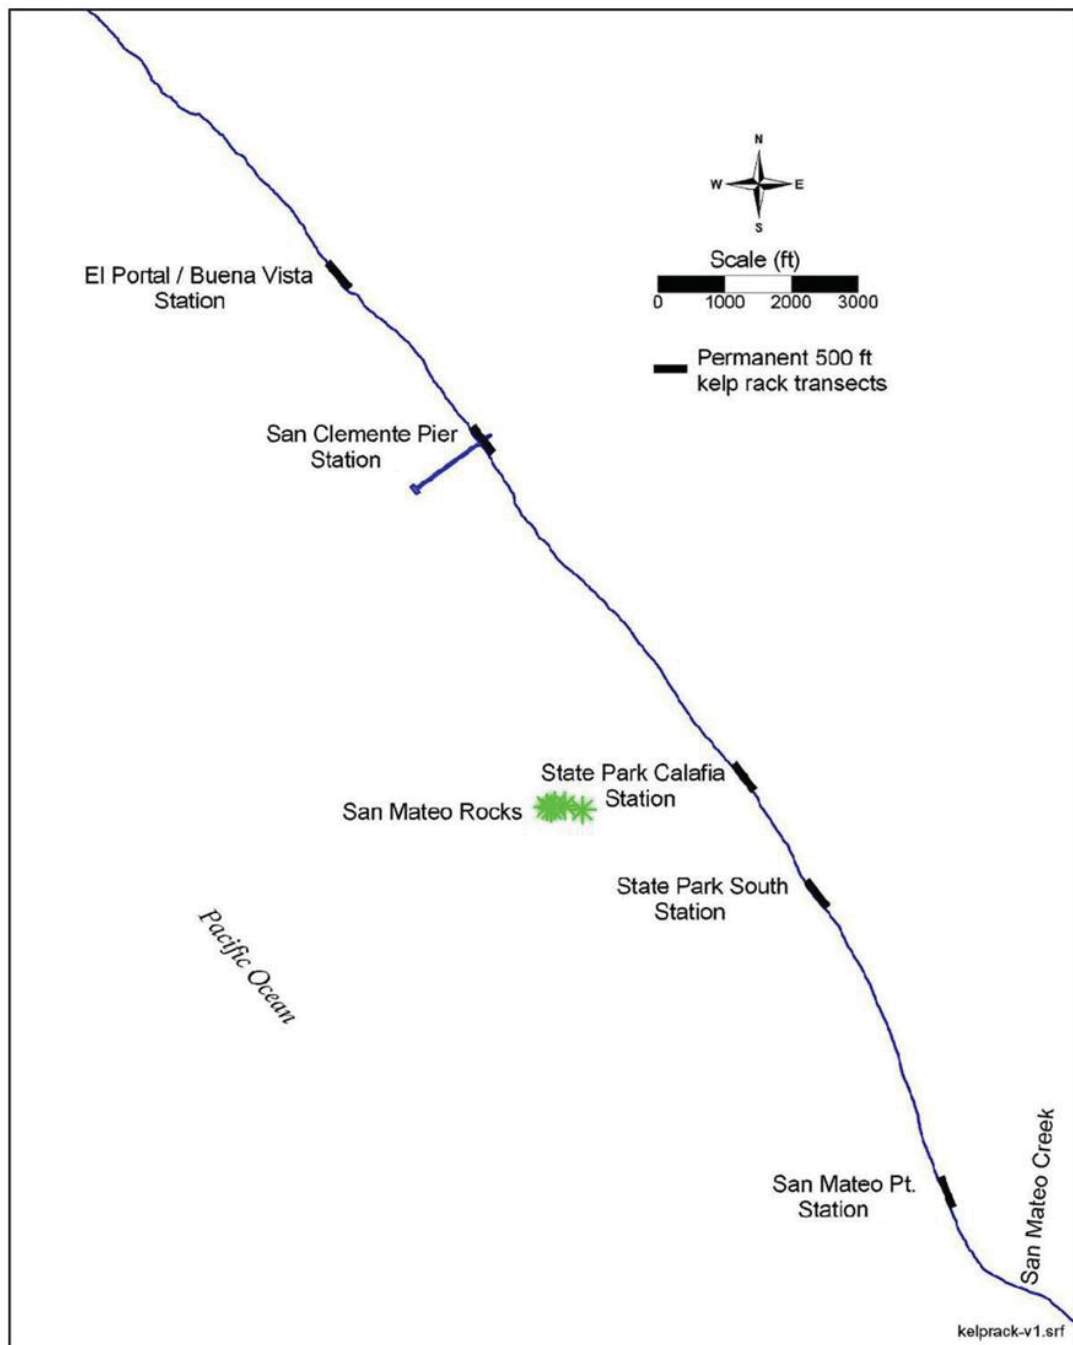 N
W E
S
Scale (ft)
0 1000 2000 3000
El Portal / Buena Vista
Station
Permanent 500 ft
kelp rack transects
San Clemente Pier
Station
State Park Calafia
Station
San Mateo Rocks
State Park South
Station
Pacific Ocean
San Mateo Pt.
Station
San Mateo Creek
kelprack-v1.srf